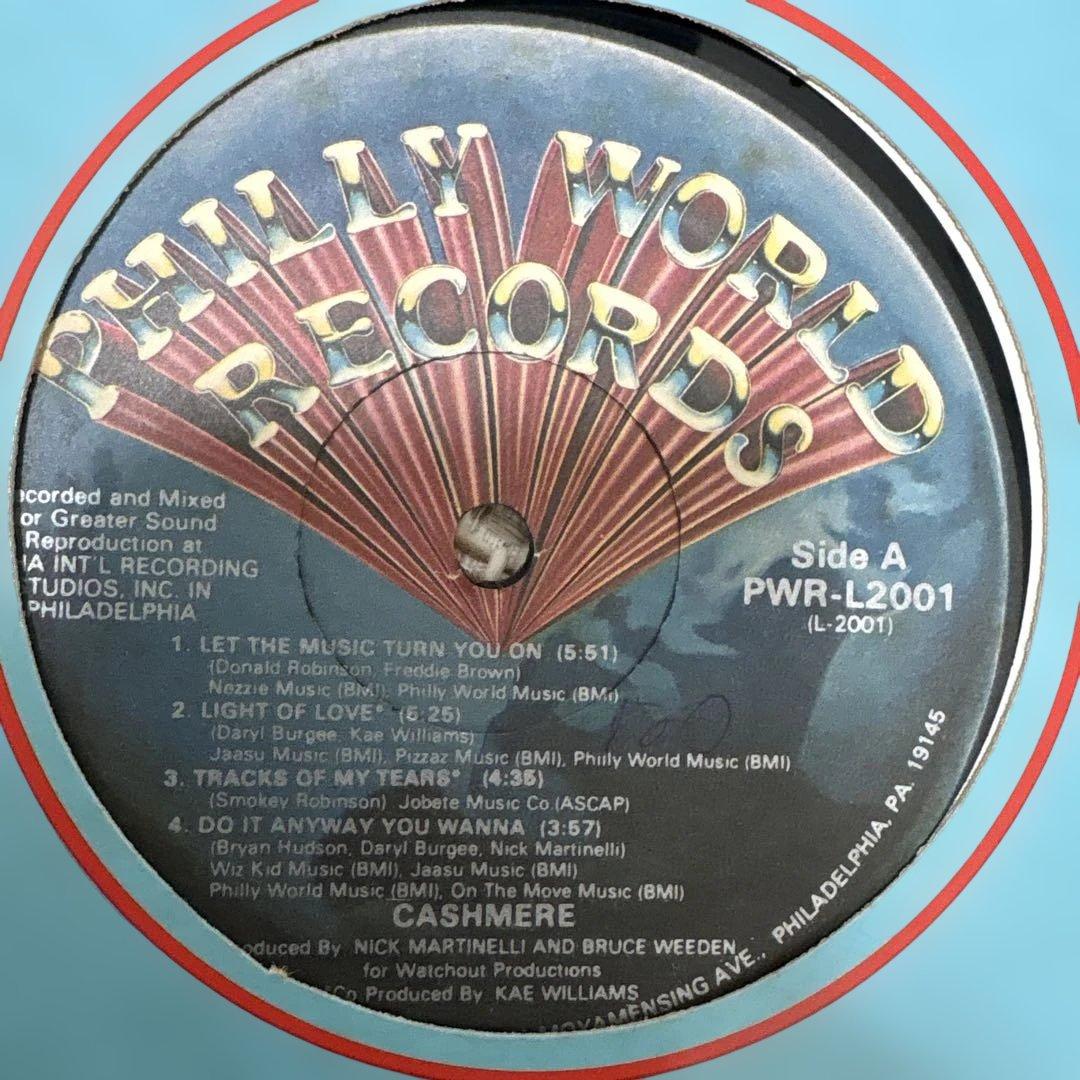 PHILLY WORLD
RECORDS
ecorded and Mixed
or Greater Sound
Reproduction at
IA INT'L RECORDING
TUDIOS, INC. IN
PHILADELPHIA
Side A
PWR-L2001
(L-2001)
1. LET THE MUSIC TURN YOU ON (5:51)
(Donald Robinson, Freddie Brown)
Nezzie Music (BMI), Philly World Music (BMI)
2. LIGHT OF LOVE* (5:25)
(Daryl Burgee, Kae Williams)
Jaasu Music (BMI), Pizzaz Music (BMI), Philly World Music (BMI)
3. TRACKS OF MY TEARS* (4:35)
(Smokey Robinson) Jobete Music Co.(ASCAP)
4. DO IT ANYWAY YOU WANNA (3:57)
(Bryan Hudson, Daryl Burgee, Nick Martinelli)
Wiz Kid Music (BMI), Jaasu Music (BMI)
Philly World Music (BMI), On The Move Music (BMI)
CASHMERE
oduced By NICK MARTINELLI AND BRUCE WEEDEN
for Watchout Productions
Co Produced By KAE WILLIAMS
MOYAMENSING AVE., PHILADELPHIA, PA. 19145